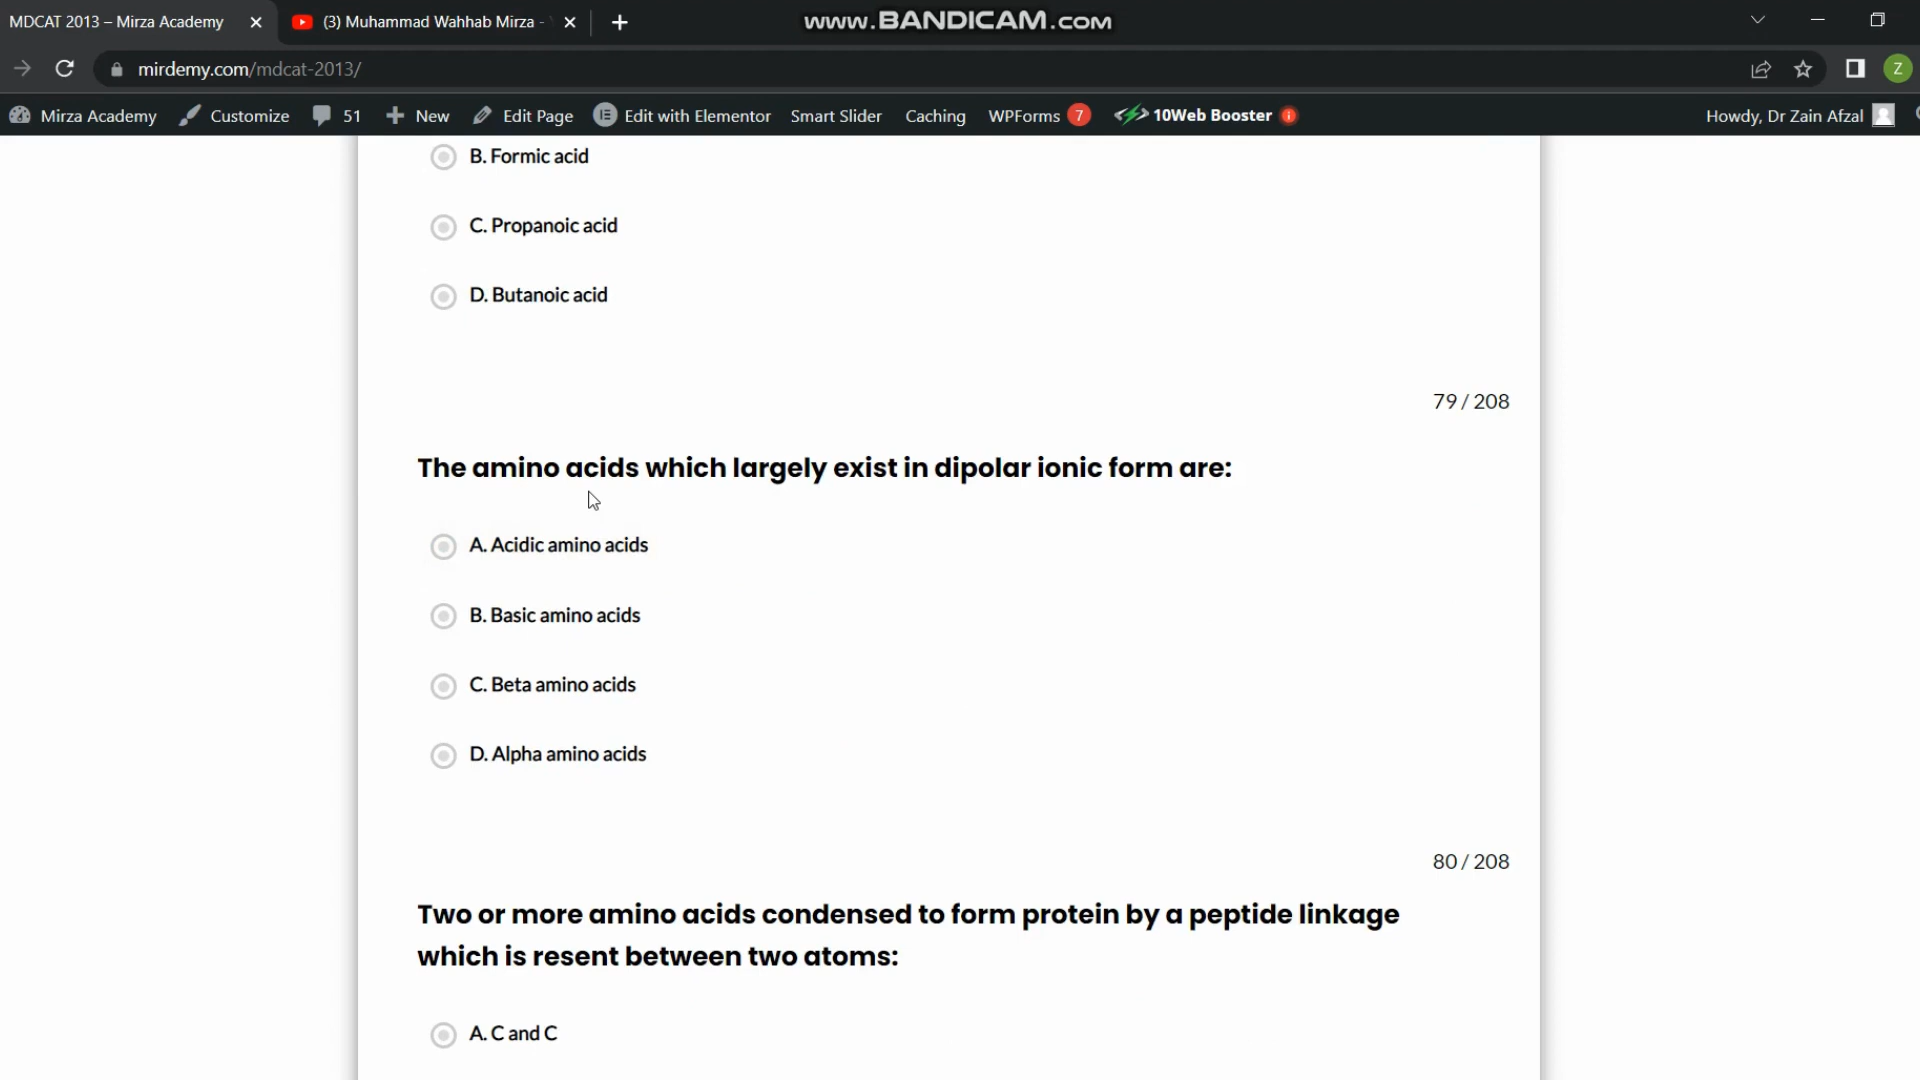 MDCAT 2013 – Mirza Academy
(3) Muhammad Wahhab Mirza -
www.BANDICAM.com
mirdemy.com/mdcat-2013/
Z
Mirza Academy
Customize
51
New
Edit Page
Edit with Elementor
Smart Slider
Caching
WPForms 7
10Web Booster
Howdy, Dr Zain Afzal
B. Formic acid
C. Propanoic acid
D. Butanoic acid
79 / 208
The amino acids which largely exist in dipolar ionic form are:
A. Acidic amino acids
B. Basic amino acids
C. Beta amino acids
D. Alpha amino acids
80 / 208
Two or more amino acids condensed to form protein by a peptide linkage
which is resent between two atoms:
A. C and C